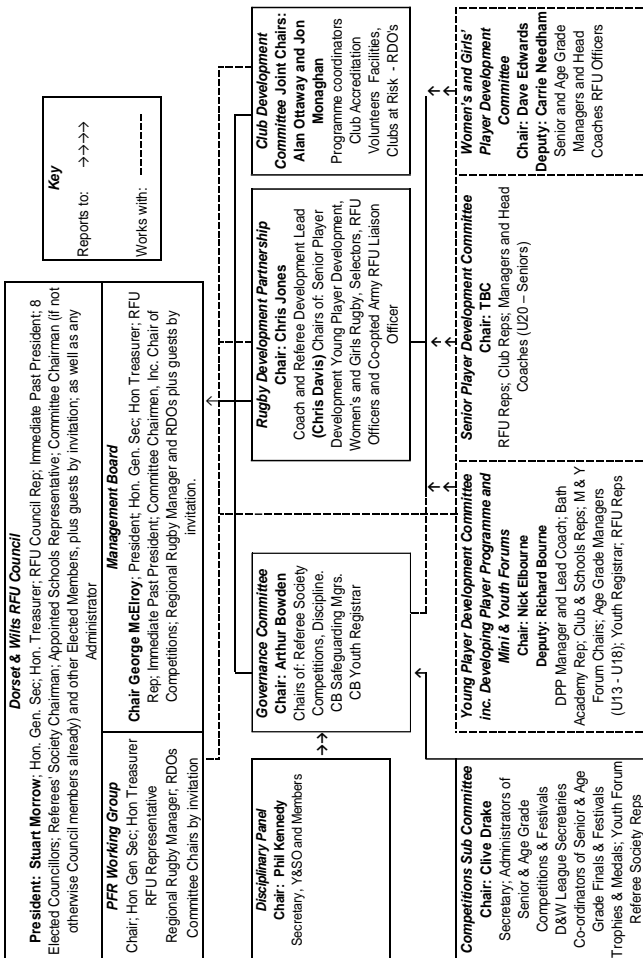 Dorset & Wilts RFU Council
President: Stuart Morrow; Hon. Gen. Sec; Hon. Treasurer; RFU Council Rep; Immediate Past President; 8
Elected Councillors; Referees' Society Chairman; Appointed Schools Representative; Committee Chairman (if not
otherwise Council members already) and other Elected Members, plus guests by invitation; as well as any
Administrator
Key
Reports to: →→→→
Works with: --------
PFR Working Group
Chair; Hon Gen Sec; Hon Treasurer
RFU Representative
Regional Rugby Manager; RDOs
Committee Chairs by invitation
Management Board
Chair George McElroy; President; Hon. Gen. Sec; Hon Treasurer; RFU
Rep; Immediate Past President; Committee Chairmen, Inc. Chair of
Competitions; Regional Rugby Manager and RDOs plus guests by
invitation.
Disciplinary Panel
Chair: Phil Kennedy
Secretary, Y&SO and Members
Governance Committee
Chair: Arthur Bowden
Chairs of: Referee Society
Competitions, Discipline.
CB Safeguarding Mgrs.
CB Youth Registrar
Rugby Development Partnership
Chair: Chris Jones
Coach and Referee Development Lead
(Chris Davis) Chairs of: Senior Player
Development Young Player Development,
Women's and Girls Rugby, Selectors, RFU
Officers and Co-opted Army RFU Liaison
Officer
Club Development
Committee Joint Chairs:
Alan Ottaway and Jon
Monaghan
Programme coordinators
Club Accreditation
Volunteers Facilities,
Clubs at Risk - RDO's
Competitions Sub Committee
Chair: Clive Drake
Secretary; Administrators of
Senior & Age Grade
Competitions & Festivals
D&W League Secretaries
Co-ordinators of Senior & Age
Grade Finals & Festivals
Trophies & Medals; Youth Forum
Referee Society Reps
Young Player Development Committee
inc. Developing Player Programme and
Mini & Youth Forums
Chair: Nick Elbourne
Deputy: Richard Bourne
DPP Manager and Lead Coach; Bath
Academy Rep; Club & Schools Reps; M & Y
Forum Chairs; Age Grade Managers
(U13 - U18); Youth Registrar; RFU Reps
Senior Player Development Committee
Chair: TBC
RFU Reps; Club Reps; Managers and Head
Coaches (U20 – Seniors)
Women's and Girls'
Player Development
Committee
Chair: Dave Edwards
Deputy: Carrie Needham
Senior and Age Grade
Managers and Head
Coaches RFU Officers